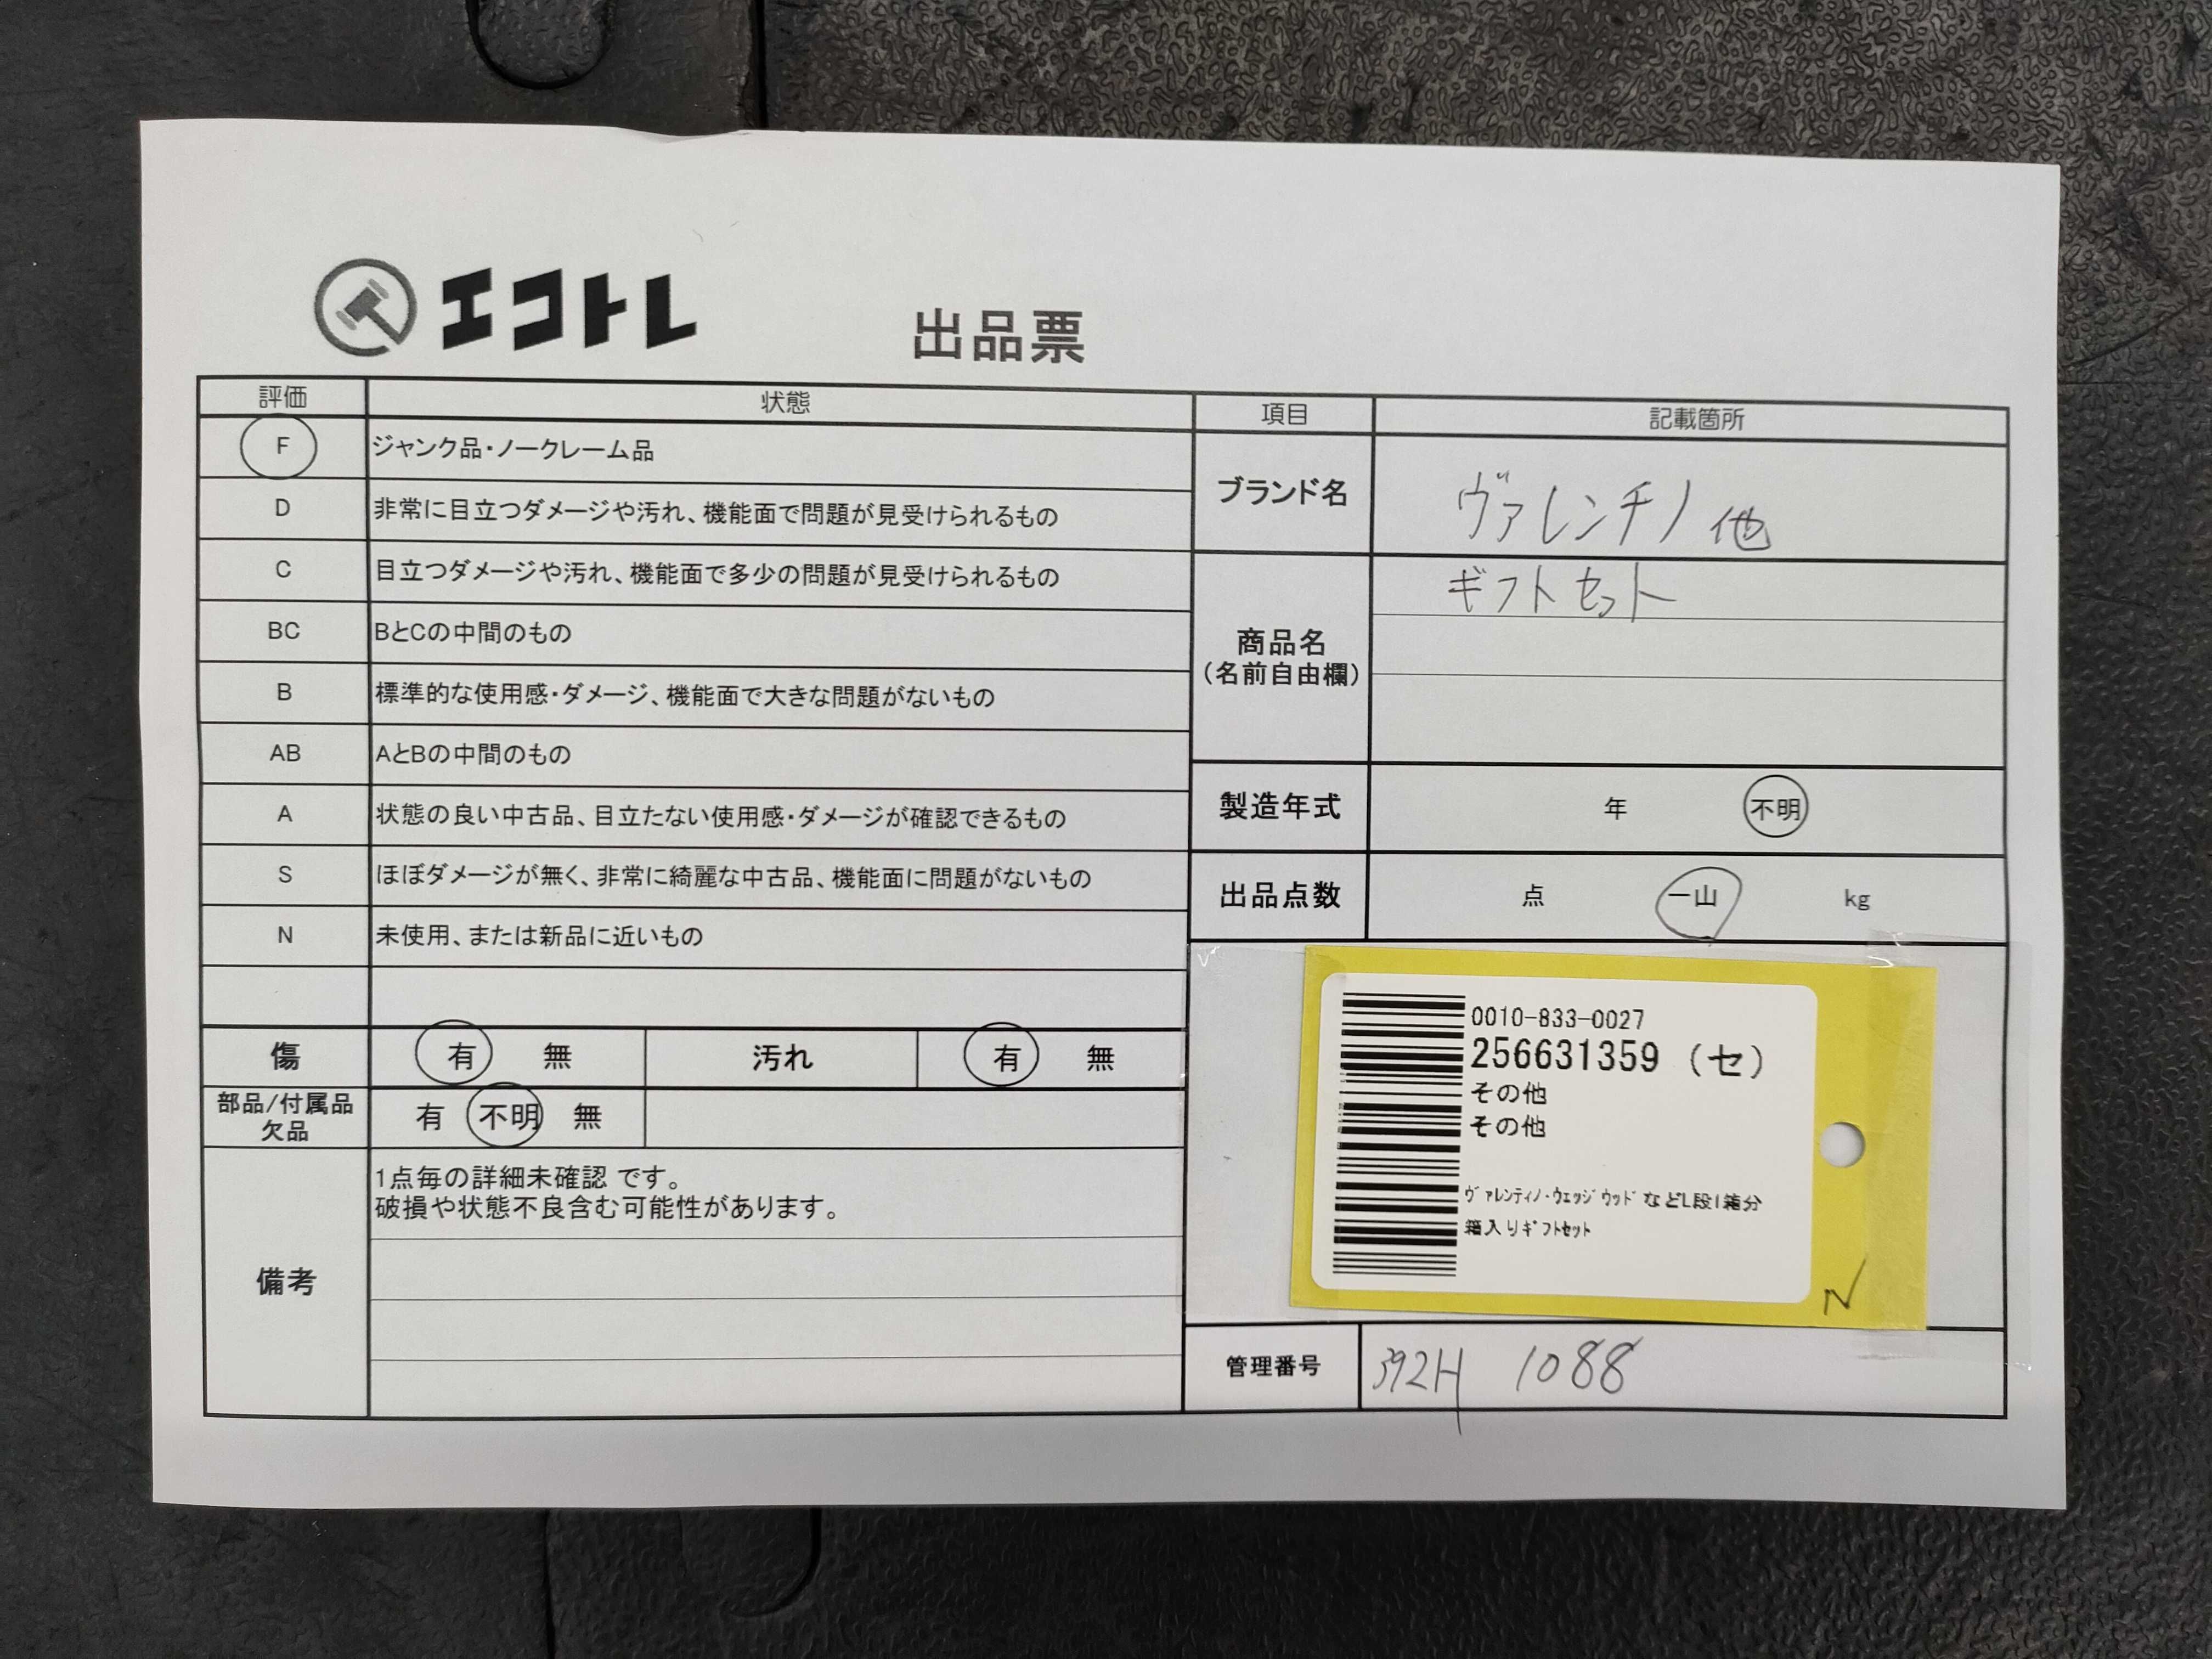 エコトレ
出品票
評価 状態
F ジャンク品・ノークレーム品
D 非常に目立つダメージや汚れ、機能面で問題が見受けられるもの
C 目立つダメージや汚れ、機能面で多少の問題が見受けられるもの
BC BとCの中間のもの
B 標準的な使用感・ダメージ、機能面で大きな問題がないもの
AB AとBの中間のもの
A 状態の良い中古品、目立たない使用感・ダメージが確認できるもの
S ほぼダメージが無く、非常に綺麗な中古品、機能面に問題がないもの
N 未使用、または新品に近いもの
傷 有 無 汚れ 有 無
部品/付属品
欠品 有 不明 無
備考
1点毎の詳細未確認 です。
破損や状態不良含む可能性があります。
項目 記載箇所
ブランド名 ヴァレンチノ 他
商品名
(名前自由欄)
ギフトセット
製造年式 年 不明
出品点数 点 一山 kg
0010-833-0027
256631359 (セ)
その他
その他
ヴァレンティノ・ウェッジウッドなどL段1箱分
箱入りギフトセット
N
管理番号 392H 1088